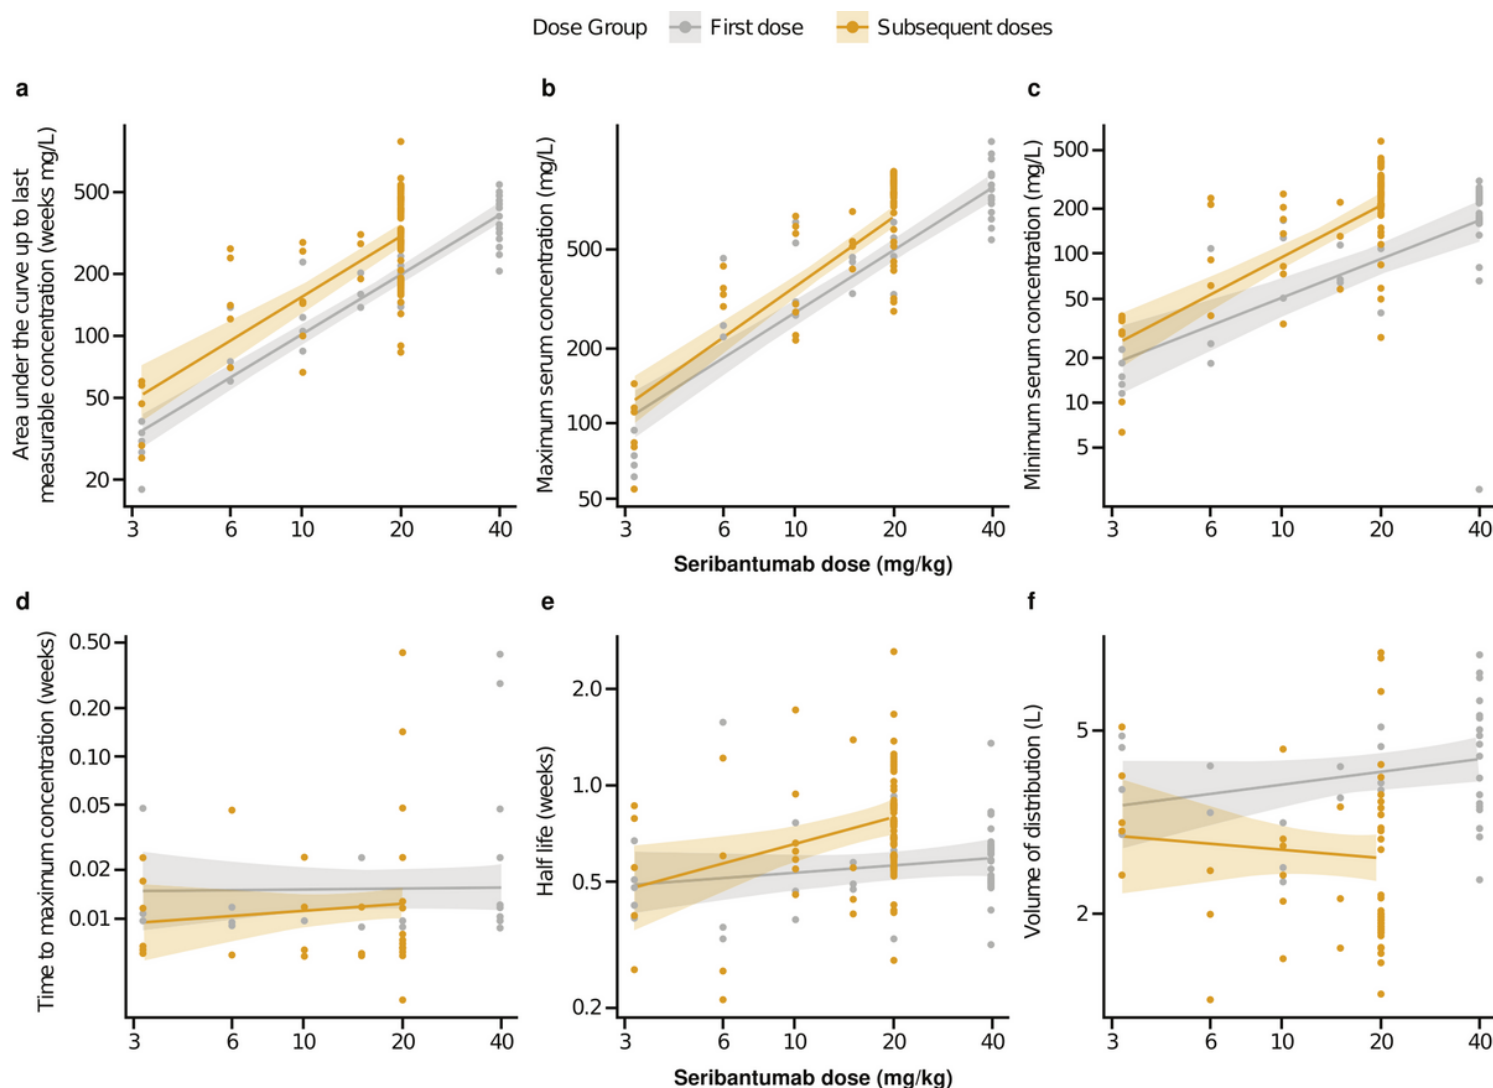 Dose Group First dose Subsequent doses
a
b
c
Area under the curve up to last
measurable concentration (weeks mg/L)
500
200
100
50
20
3 6 10 20 40
Maximum serum concentration (mg/L)
500
200
100
50
3 6 10 20 40
Minimum serum concentration (mg/L)
500
200
100
50
20
10
5
3 6 10 20 40
Seribantumab dose (mg/kg)
d
e
f
Time to maximum concentration (weeks)
0.50
0.20
0.10
0.05
0.02
0.01
3 6 10 20 40
Half life (weeks)
2.0
1.0
0.5
0.2
3 6 10 20 40
Volume of distribution (L)
5
2
3 6 10 20 40
Seribantumab dose (mg/kg)